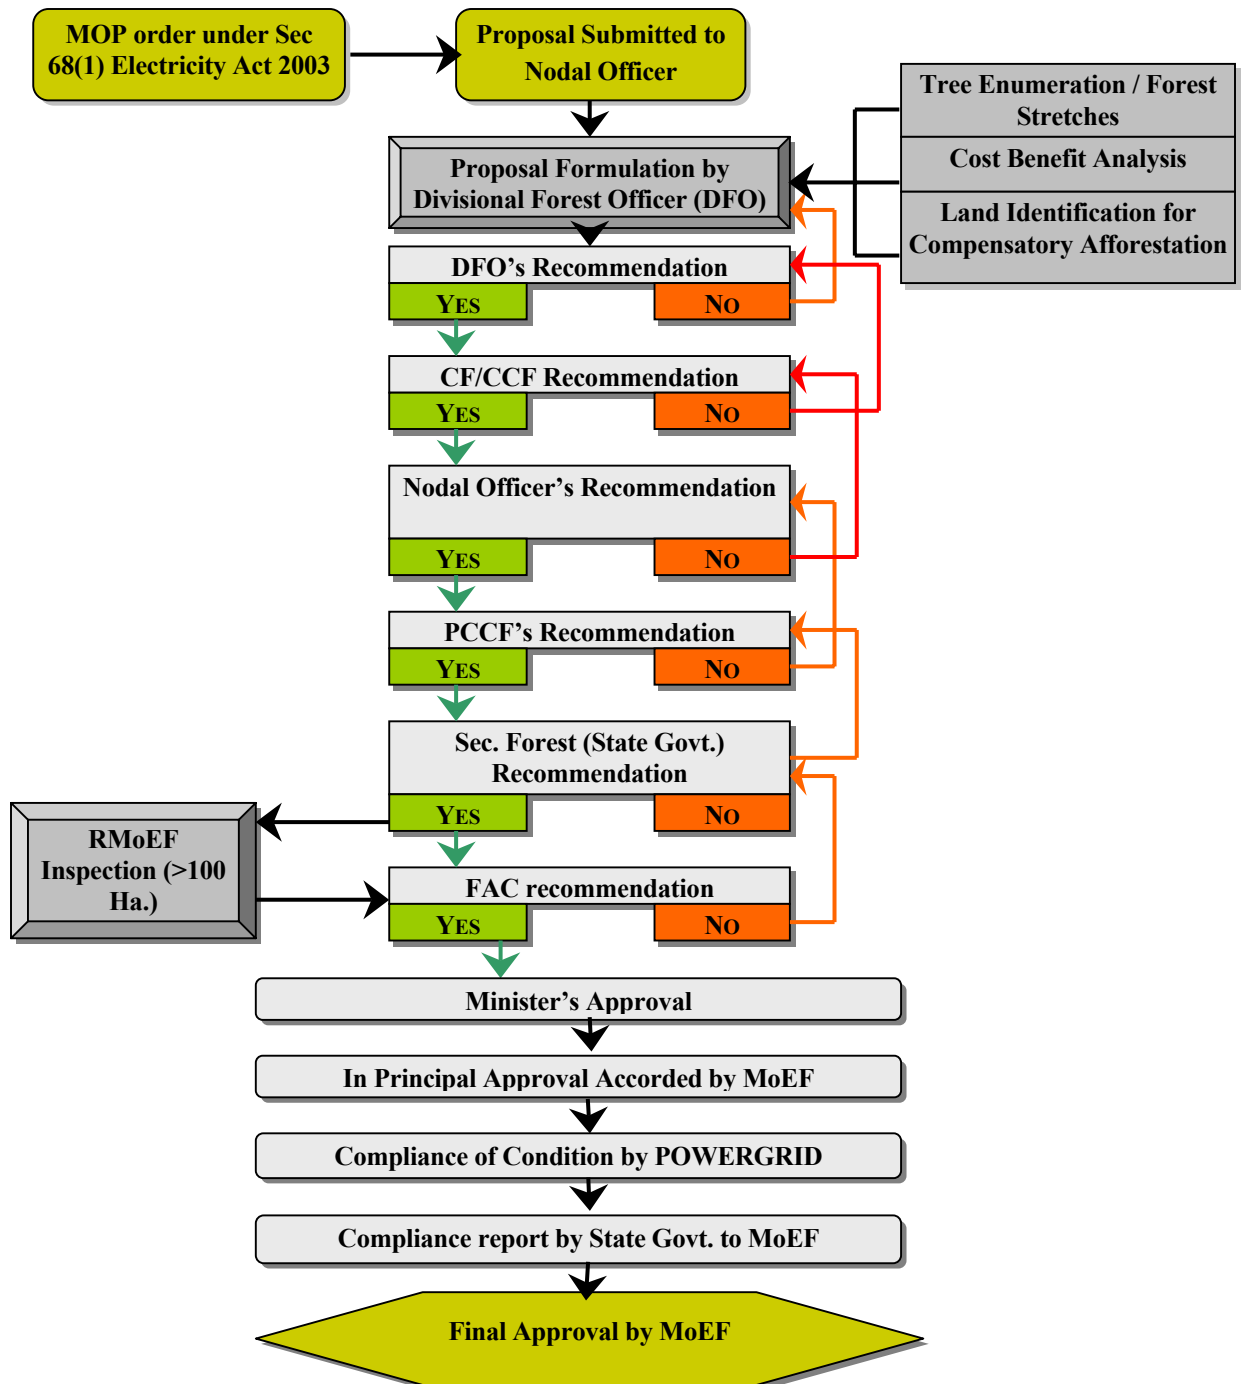 MOP order under Sec
68(1) Electricity Act 2003
Proposal Submitted to
Nodal Officer
Tree Enumeration / Forest
Stretches
Cost Benefit Analysis
Land Identification for
Compensatory Afforestation
Proposal Formulation by
Divisional Forest Officer (DFO)
DFO’s Recommendation
YES NO
CF/CCF Recommendation
YES NO
Nodal Officer’s Recommendation
YES NO
PCCF’s Recommendation
YES NO
Sec. Forest (State Govt.)
Recommendation
YES NO
RMoEF
Inspection (>100
Ha.)
FAC recommendation
YES NO
Minister’s Approval
In Principal Approval Accorded by MoEF
Compliance of Condition by POWERGRID
Compliance report by State Govt. to MoEF
Final Approval by MoEF